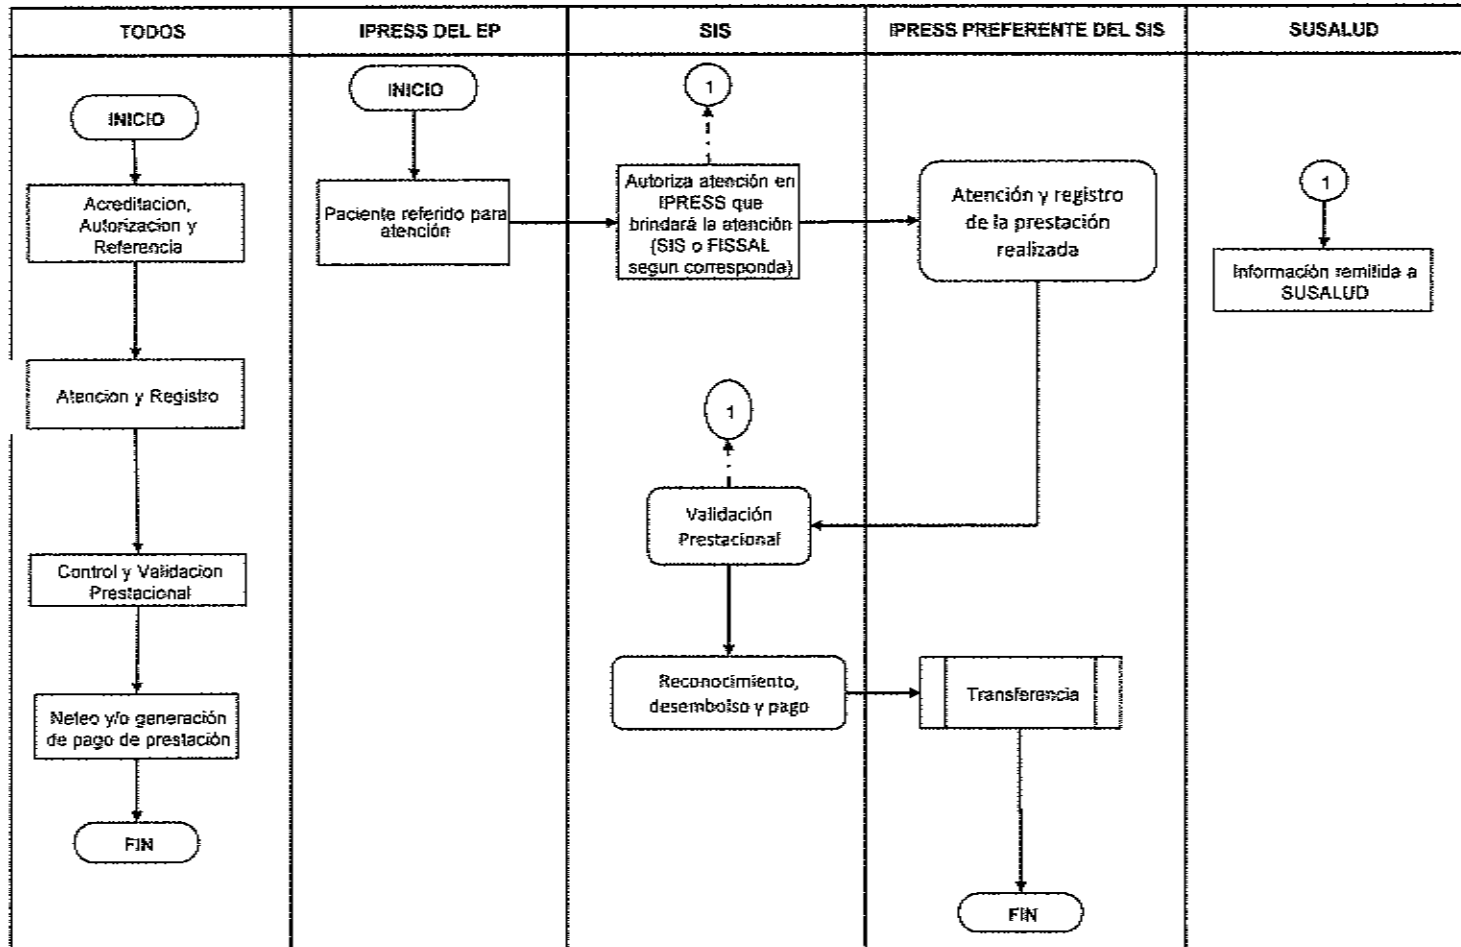 TODOS
IPRESS DEL EP
SIS
IPRESS PREFERENTE DEL SIS
SUSALUD
INICIO
Acreditacion,
Autorizacion y
Referencia
Atencion y Registro
Control y Validacion
Prestacional
Neteo y/o generación
de pago de prestación
FIN
INICIO
Paciente referido para
atención
1
Autoriza atención en
IPRESS que
brindará la atención
(SIS o FISSAL
segun corresponda)
1
Validación
Prestacional
Reconocimiento,
desembolso y pago
Atención y registro
de la prestación
realizada
Transferencia
FIN
1
Información remitida a
SUSALUD